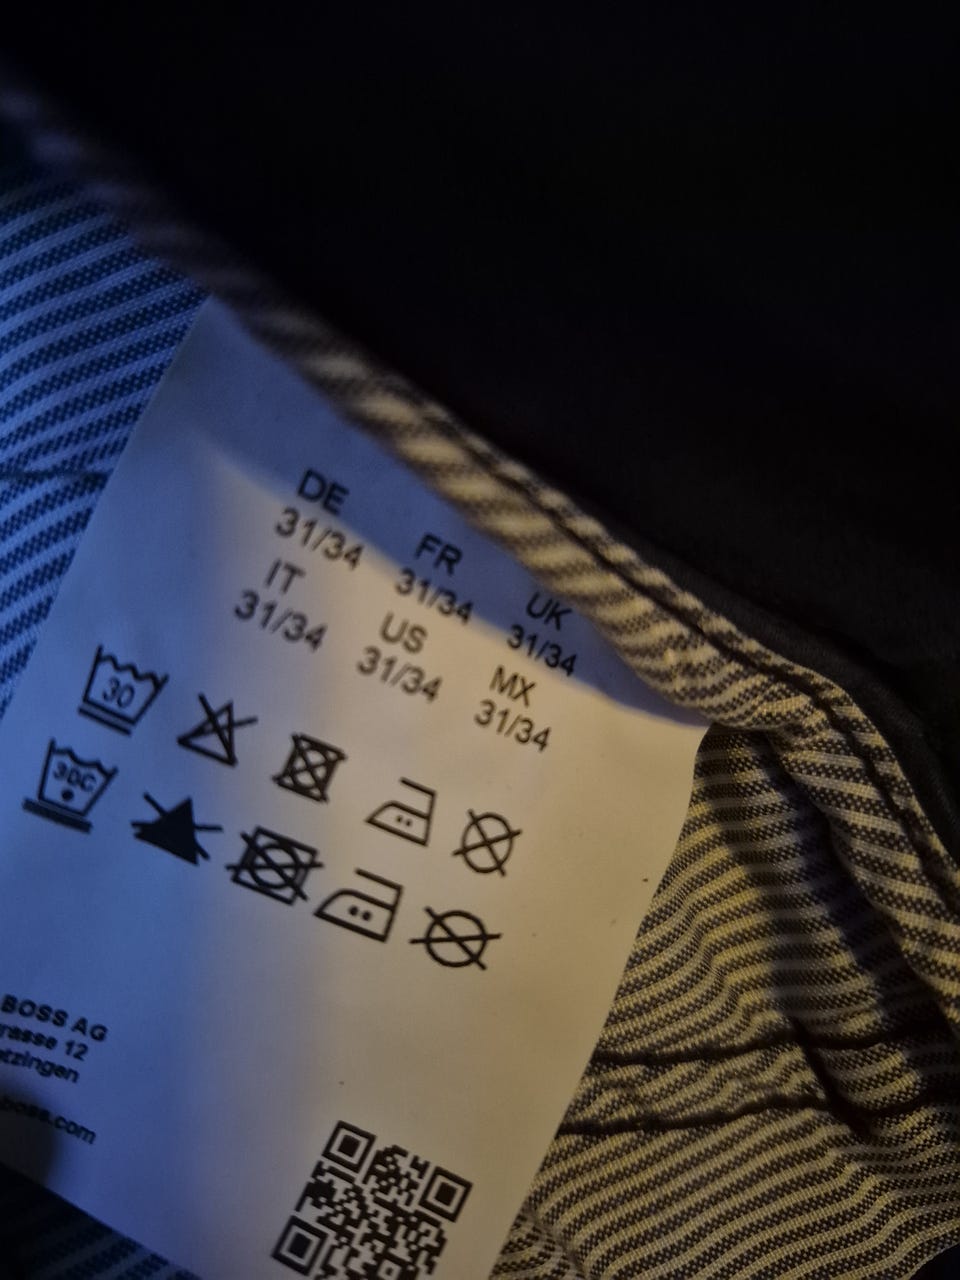 DE FR UK
31/34 31/34 31/34
IT US MX
31/34 31/34 31/34
30
30C
BOSS AG
rasse 12
etzingen
boss.com